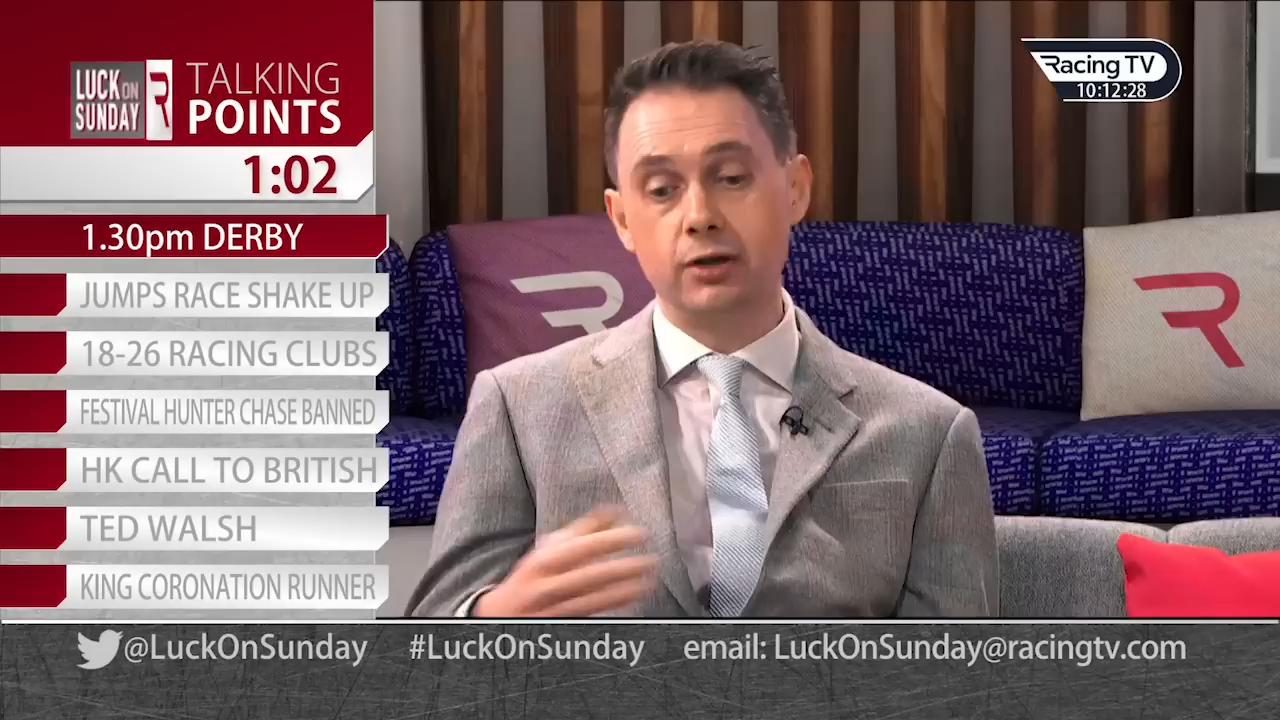 LUCK ON
SUNDAY
R
TALKING
POINTS
1:02
1.30pm DERBY
JUMPS RACE SHAKE UP
18-26 RACING CLUBS
FESTIVAL HUNTER CHASE BANNED
HK CALL TO BRITISH
TED WALSH
KING CORONATION RUNNER
Racing TV
10:12:28
R
R
@LuckOnSunday #LuckOnSunday email: LuckOnSunday@racingtv.com